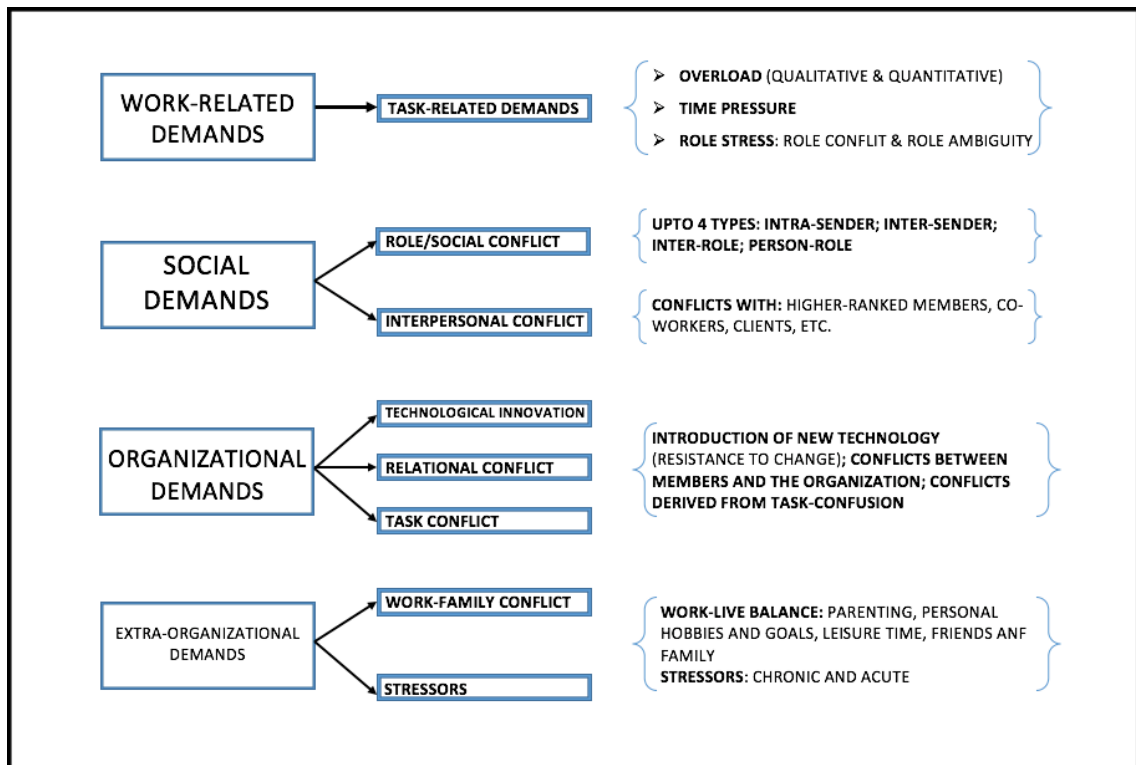 WORK-RELATED
DEMANDS
TASK-RELATED DEMANDS
➢ OVERLOAD (QUALITATIVE & QUANTITATIVE)
➢ TIME PRESSURE
➢ ROLE STRESS: ROLE CONFLIT & ROLE AMBIGUITY
SOCIAL
DEMANDS
ROLE/SOCIAL CONFLICT
UPTO 4 TYPES: INTRA-SENDER; INTER-SENDER;
INTER-ROLE; PERSON-ROLE
INTERPERSONAL CONFLICT
CONFLICTS WITH: HIGHER-RANKED MEMBERS, CO-
WORKERS, CLIENTS, ETC.
ORGANIZATIONAL
DEMANDS
TECHNOLOGICAL INNOVATION
RELATIONAL CONFLICT
TASK CONFLICT
INTRODUCTION OF NEW TECHNOLOGY
(RESISTANCE TO CHANGE); CONFLICTS BETWEEN
MEMBERS AND THE ORGANIZATION; CONFLICTS
DERIVED FROM TASK-CONFUSION
EXTRA-ORGANIZATIONAL
DEMANDS
WORK-FAMILY CONFLICT
STRESSORS
WORK-LIVE BALANCE: PARENTING, PERSONAL
HOBBIES AND GOALS, LEISURE TIME, FRIENDS ANF
FAMILY
STRESSORS: CHRONIC AND ACUTE